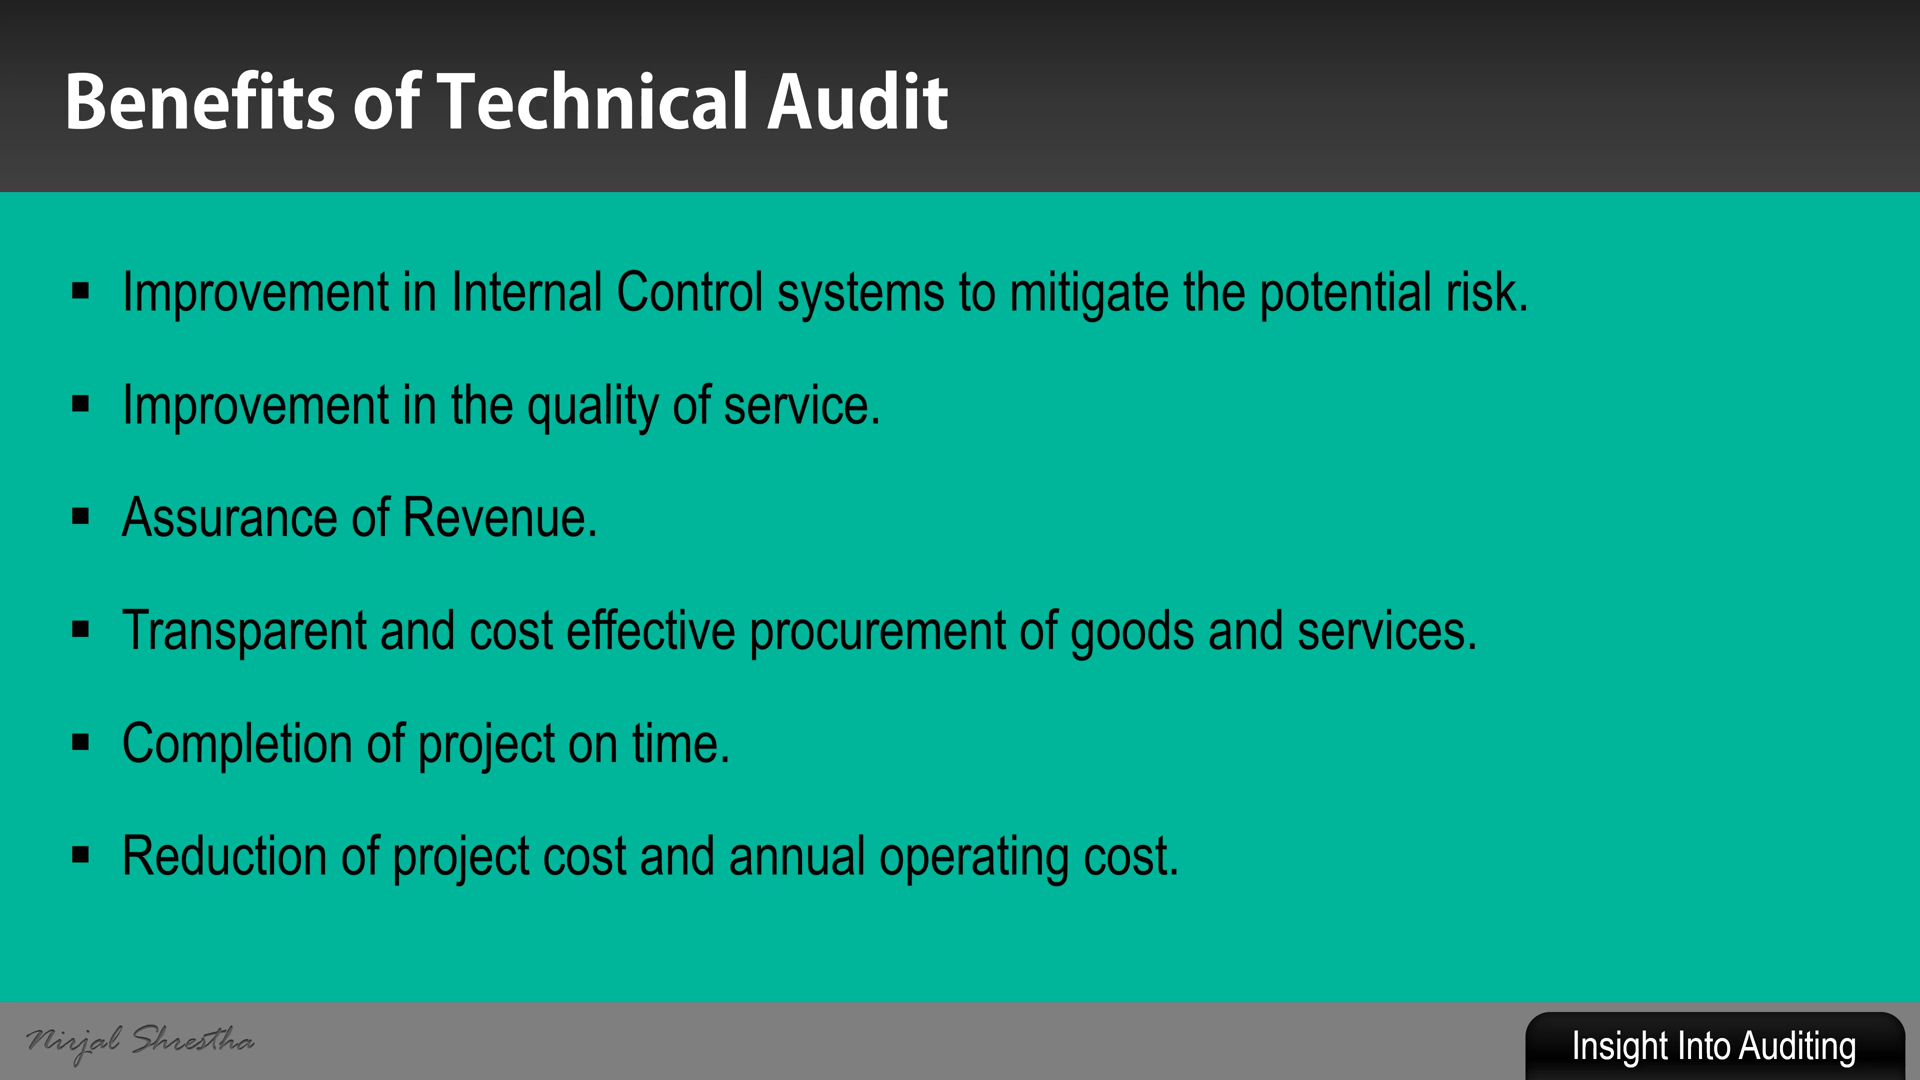 Benefits of Technical Audit
▪ Improvement in Internal Control systems to mitigate the potential risk.
▪ Improvement in the quality of service.
▪ Assurance of Revenue.
▪ Transparent and cost effective procurement of goods and services.
▪ Completion of project on time.
▪ Reduction of project cost and annual operating cost.
Nirjal Shrestha
Insight Into Auditing